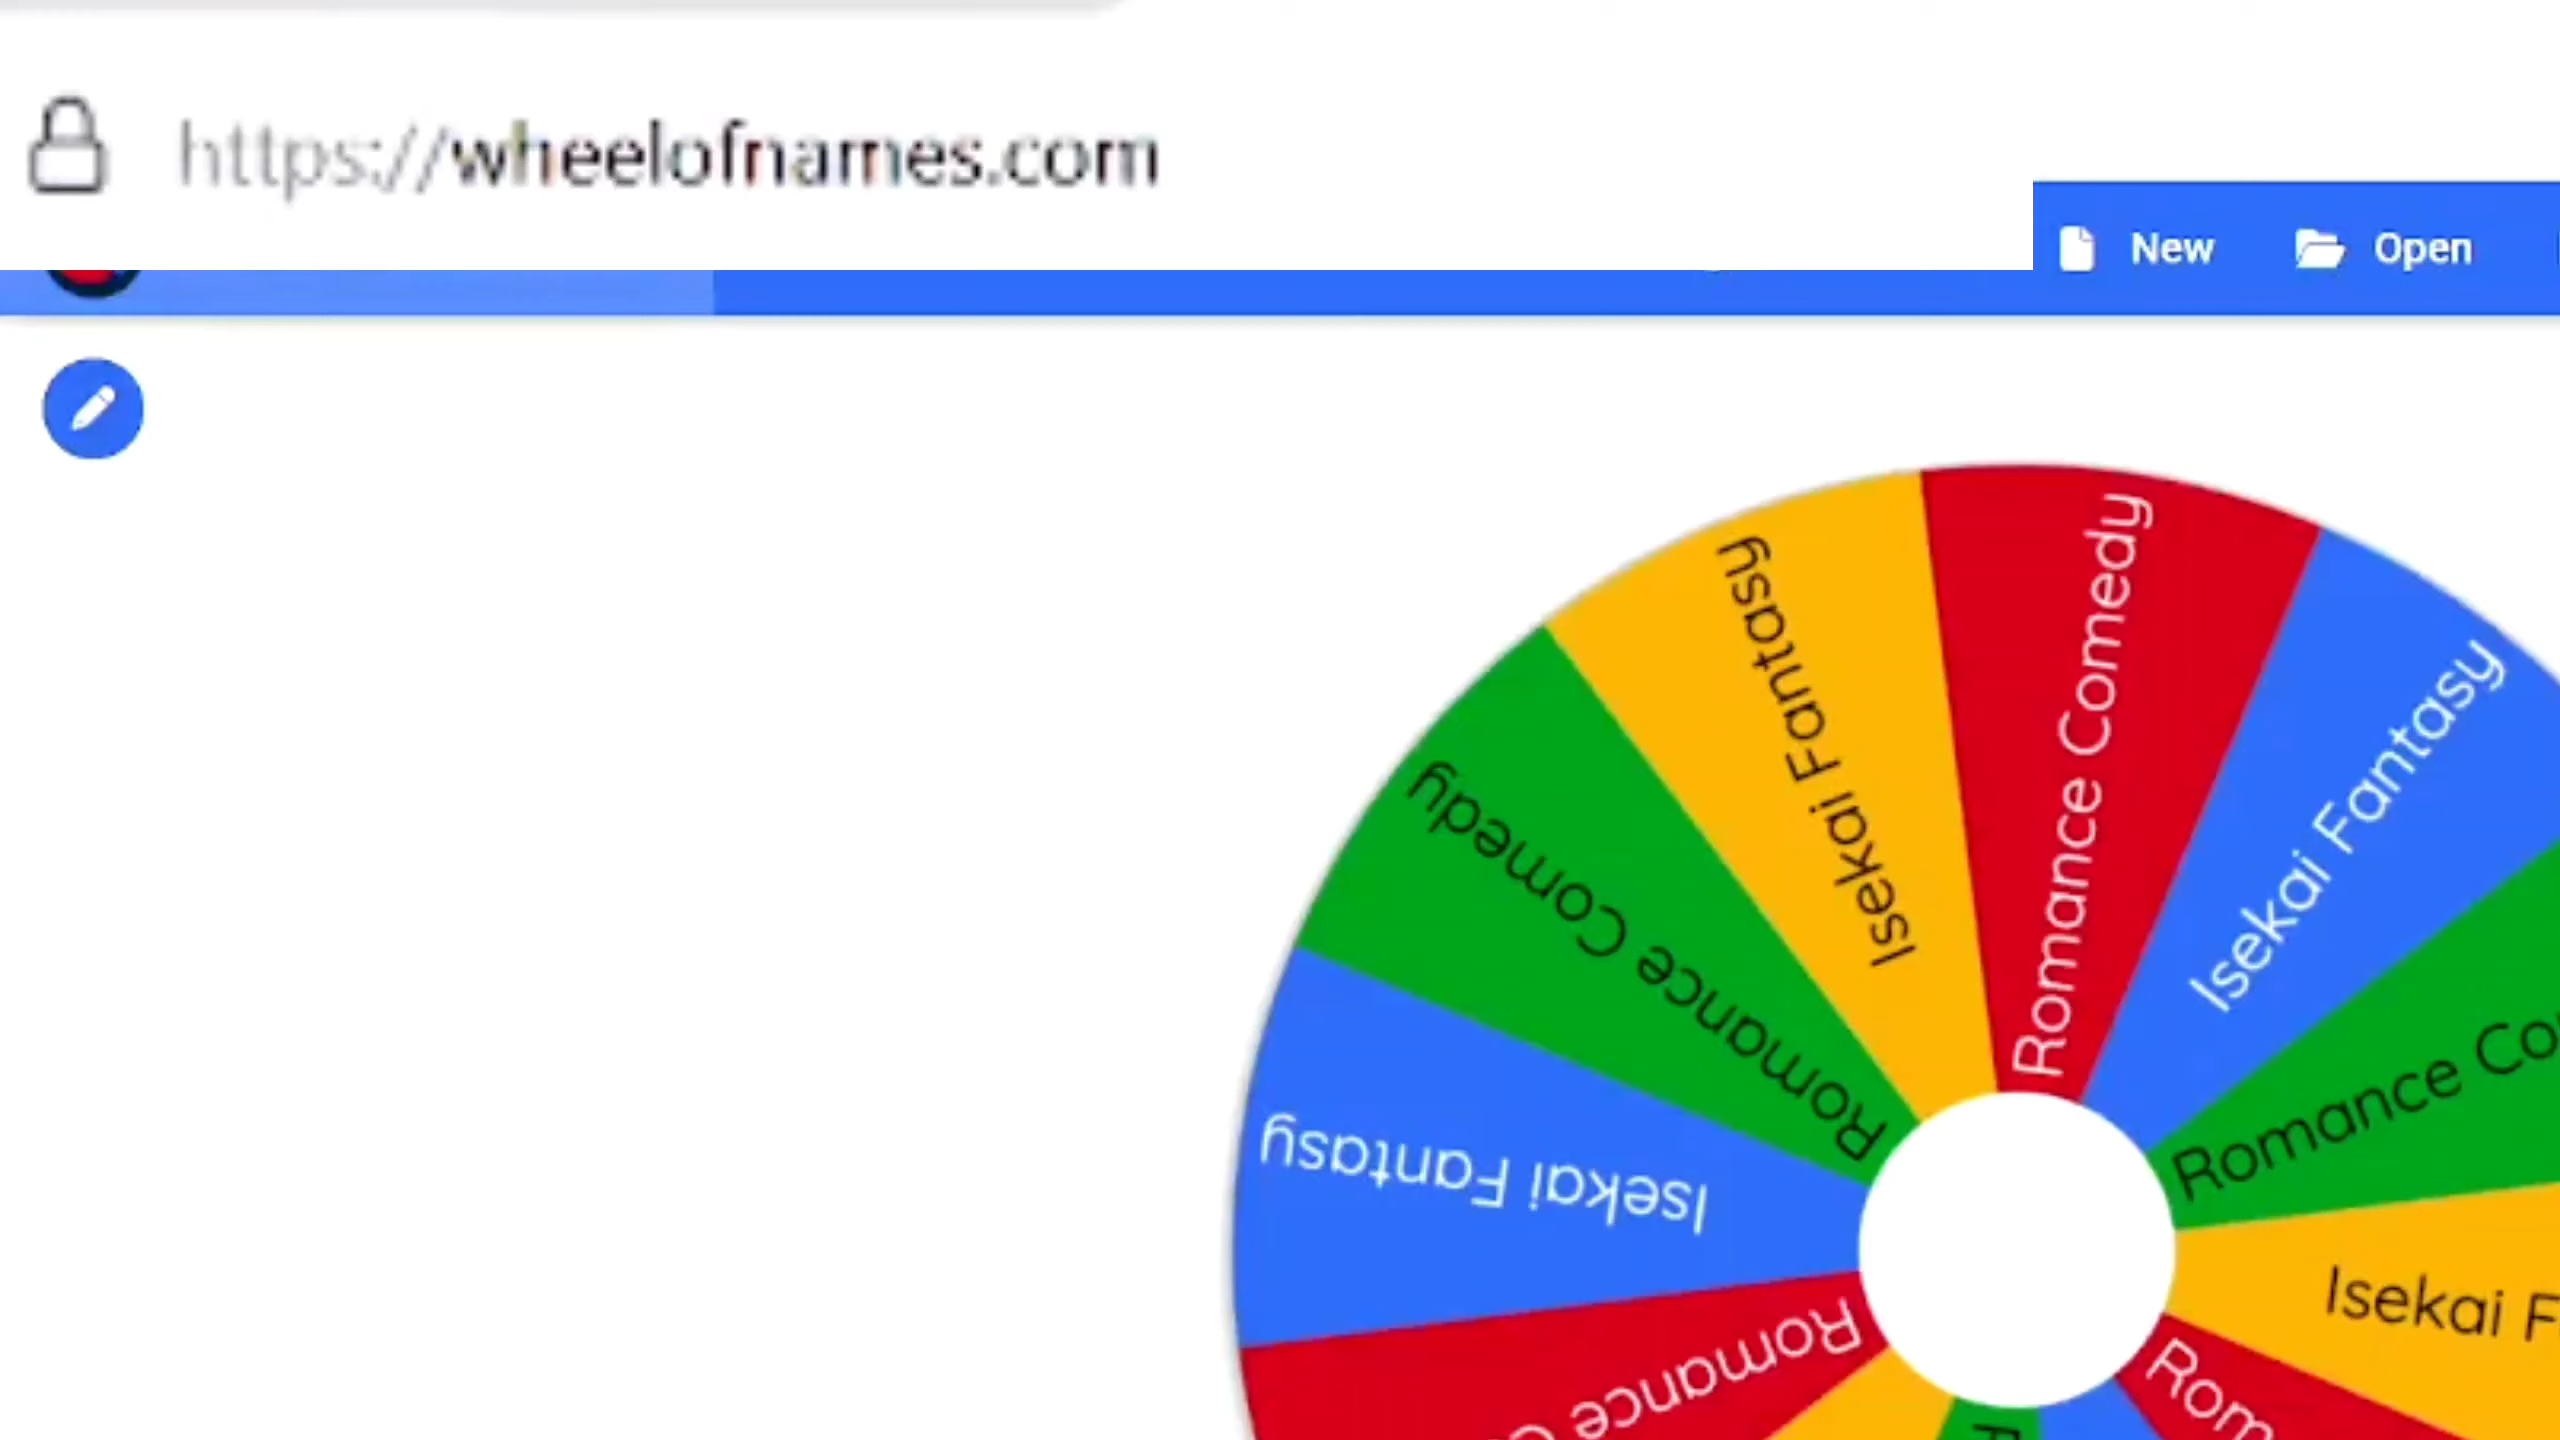 https://wheelofnames.com
New
Open
Romance Comedy
Isekai Fantasy
Isekai Fantasy
Romance Comedy
Romance Co
Isekai Fantasy
Isekai F
Romance C
Rom